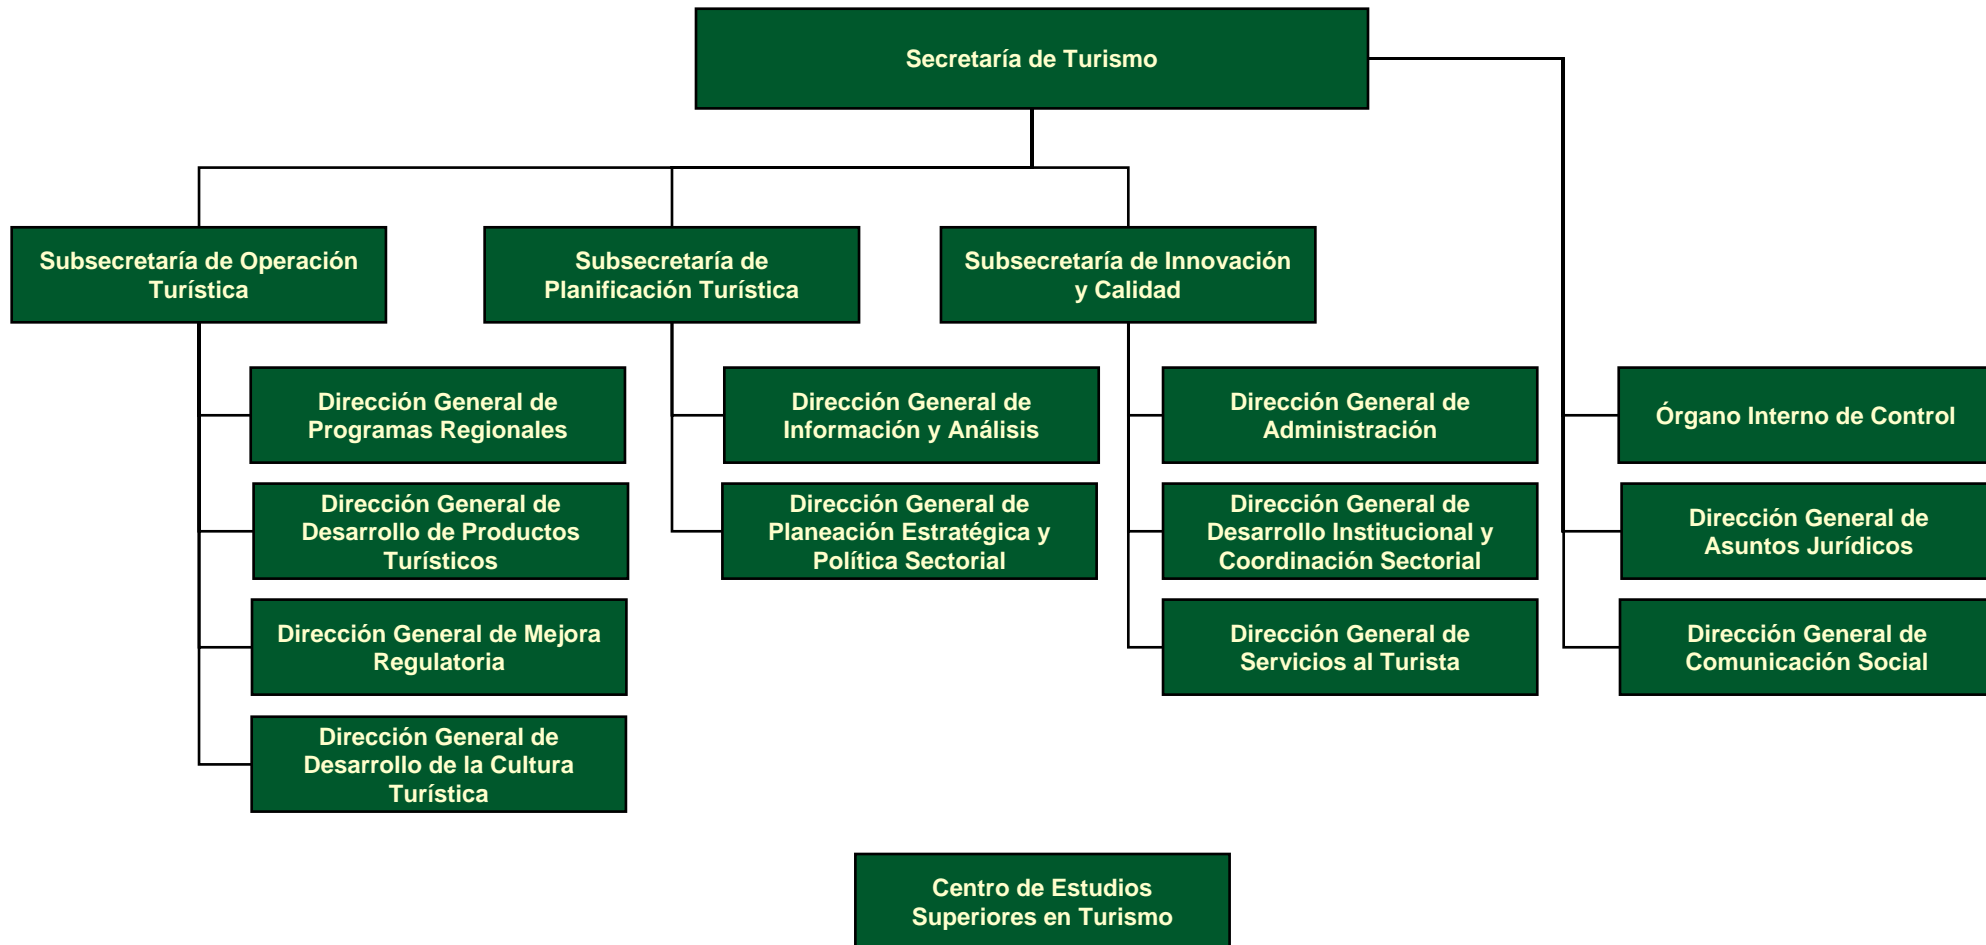 Secretaría de Turismo
Subsecretaría de Operación
Turística
Subsecretaría de
Planificación Turística
Subsecretaría de Innovación
y Calidad
Dirección General de
Programas Regionales
Dirección General de
Información y Análisis
Dirección General de
Administración
Órgano Interno de Control
Dirección General de
Desarrollo de Productos
Turísticos
Dirección General de
Planeación Estratégica y
Política Sectorial
Dirección General de
Desarrollo Institucional y
Coordinación Sectorial
Dirección General de
Asuntos Jurídicos
Dirección General de Mejora
Regulatoria
Dirección General de
Servicios al Turista
Dirección General de
Comunicación Social
Dirección General de
Desarrollo de la Cultura
Turística
Centro de Estudios
Superiores en Turismo